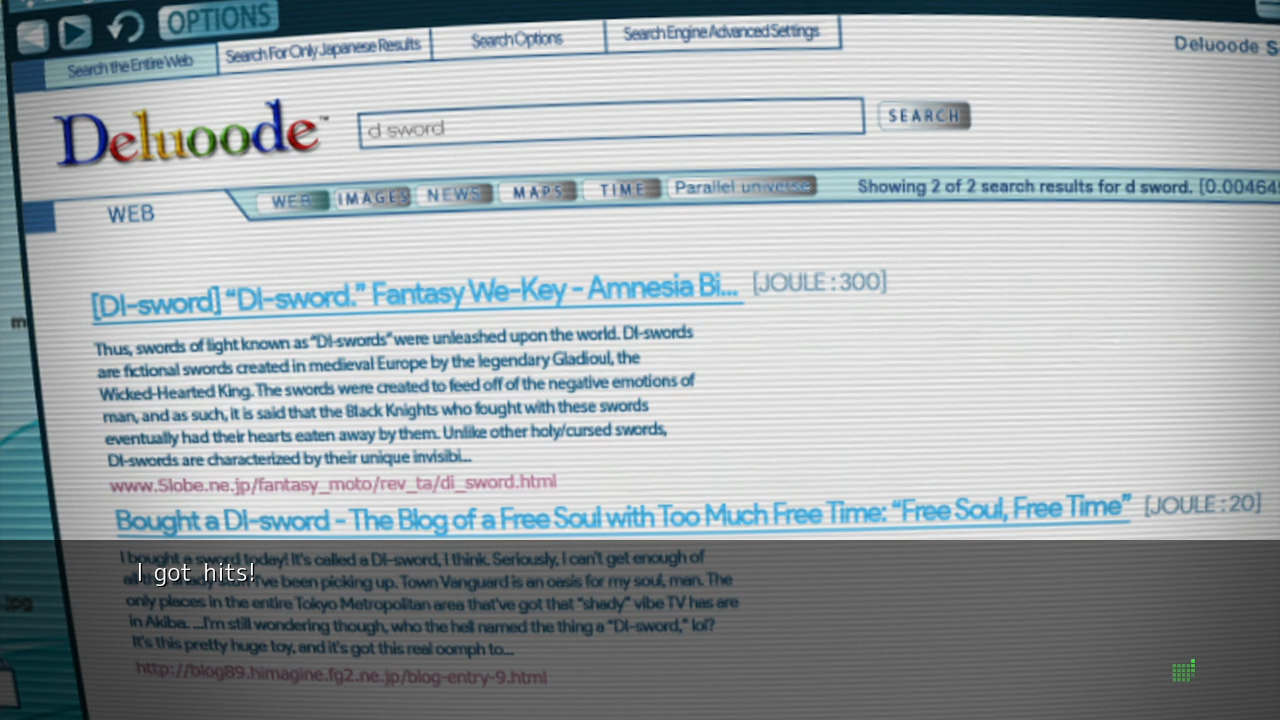 OPTIONS
Search the Entire Web
Search For Only Japanese Results
Search Options
Search Engine Advanced Settings
Deluoode S
Deluoode™
d sword
SEARCH
WEB
WEB
IMAGES
NEWS
MAPS
TIME
Parallel universe
Showing 2 of 2 search results for d sword. [0.00464
[DI-sword] “DI-sword.” Fantasy We-Key - Amnesia Bi... [JOULE : 300]
Thus, swords of light known as “DI-swords” were unleashed upon the world. DI-swords
are fictional swords created in medieval Europe by the legendary Gladioul, the
Wicked-Hearted King. The swords were created to feed off of the negative emotions of
man, and as such, it is said that the Black Knights who fought with these swords
eventually had their hearts eaten away by them. Unlike other holy/cursed swords,
DI-swords are characterized by their unique invisibi...
www.5lobe.ne.jp/fantasy_moto/rev_ta/di_sword.html
Bought a DI-sword - The Blog of a Free Soul with Too Much Free Time: “Free Soul, Free Time” [JOULE : 20]
I bought a sword today! It's called a DI-sword, I think. Seriously, I can't get enough of
I've been picking up. Town Vanguard is an oasis for my soul, man. The
only places in the entire Tokyo Metropolitan area that've got that “shady” vibe TV has are
in Akiba. ...I'm still wondering though, who the hell named the thing a “DI-sword,” lol?
It's this pretty huge toy, and it's got this real oomph to...
http://blog89.himagine.fg2.ne.jp/blog-entry-9.html
I got hits!
.jpg